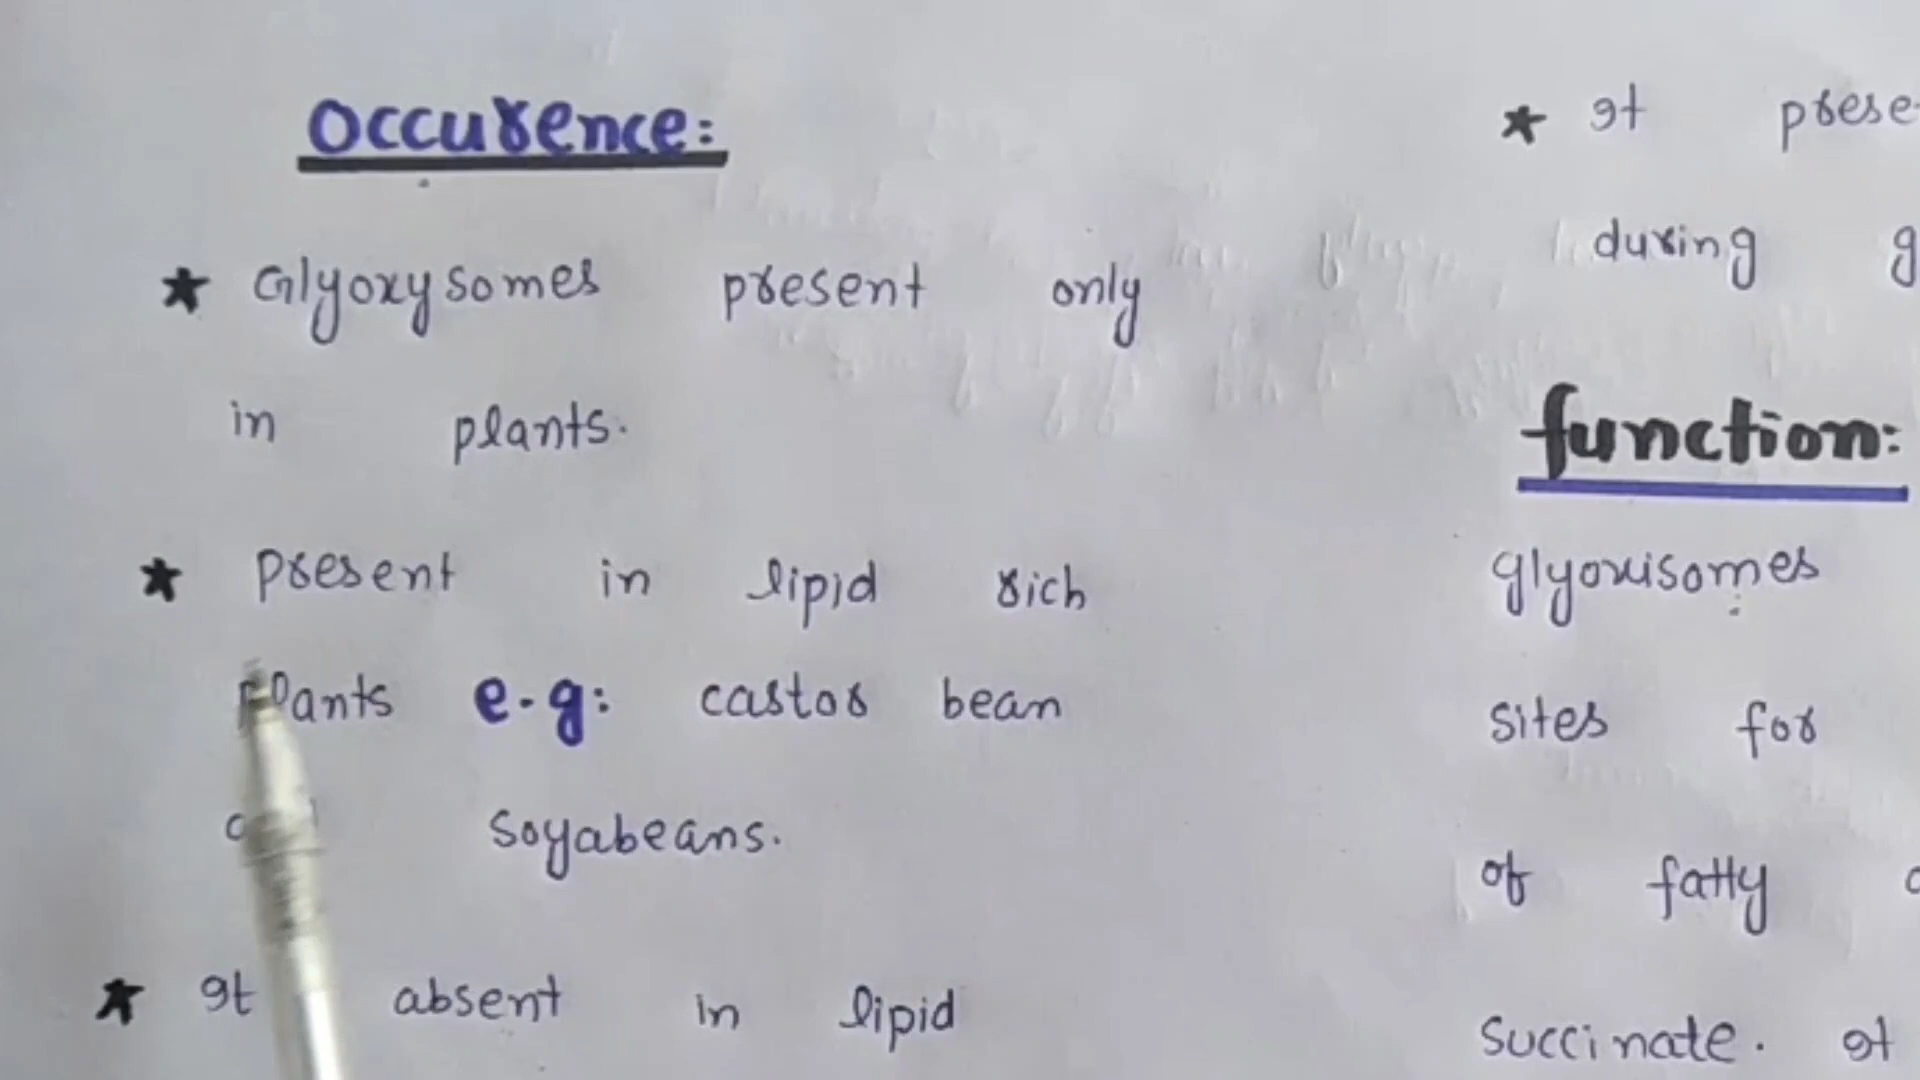 Occurence:
★ Glyoxysomes present only
in plants.
★ present in lipid rich
plants e.g: castor bean
soyabeans.
★ It absent in lipid
★ It prese
during g
function:
glyoxisomes
sites for
of fatty
succinate. It